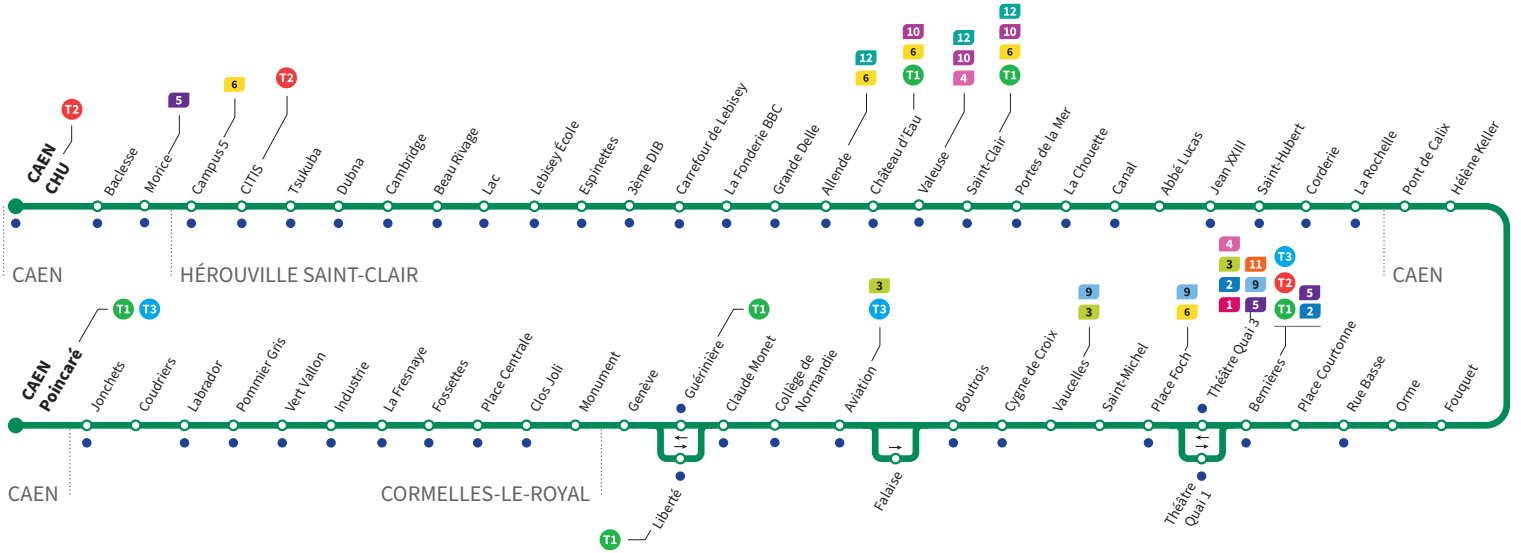 CAEN
CHU
T2
Baclesse
Morice
5
Campus 5
6
CITIS
T2
Tsukuba
Dubna
Cambridge
Beau Rivage
Lac
Lebisey École
Espinettes
3ème DIB
Carrefour de Lebisey
La Fonderie BBC
Grande Delle
Allende
12
6
Château d'Eau
10
6
T1
Valeuse
12
10
4
Saint-Clair
12
10
6
T1
Portes de la Mer
La Chouette
Canal
Abbé Lucas
Jean XXIII
Saint-Hubert
Corderie
La Rochelle
Pont de Calix
Hélène Keller
CAEN
HÉROUVILLE SAINT-CLAIR
CAEN
CAEN
Poincaré
T1 T3
Jonchets
Coudriers
Labrador
Pommier Gris
Vert Vallon
Industrie
La Fresnaye
Fossettes
Place Centrale
Clos Joli
Monument
Genève
Guérinière
T1
Liberté
T1
Claude Monet
Collège de
Normandie
Aviation
3
T3
Falaise
Boutrois
Cygne de Croix
Vaucelles
9
3
Saint-Michel
Place Foch
9
6
Théâtre Quai 3
4
3 11
2 9
1 5
Théâtre
Quai 1
Bernières
T3
T2
T1
5
2
Place Courtonne
Rue Basse
Orme
Fouquet
CAEN
CORMELLES-LE-ROYAL